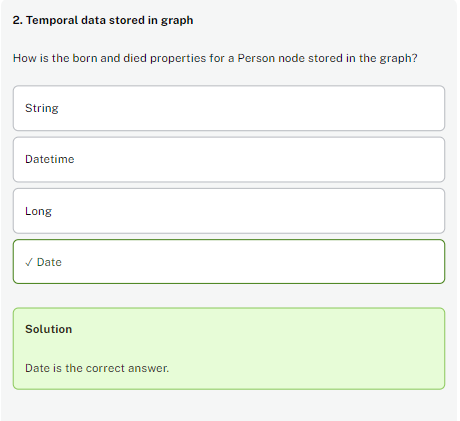 2. Temporal data stored in graph
How is the born and died properties for a Person node stored in the graph?
String
Datetime
Long
✓ Date
Solution
Date is the correct answer.